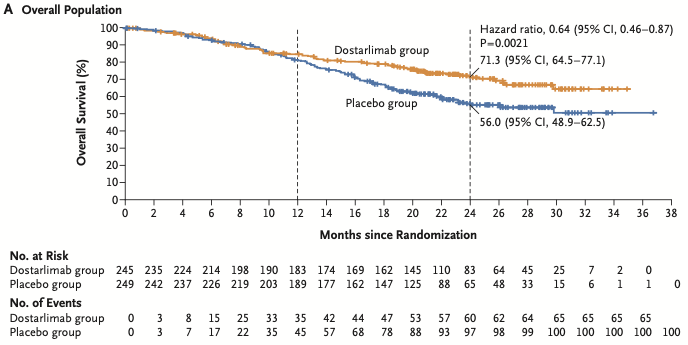 A Overall Population
Hazard ratio, 0.64 (95% CI, 0.46–0.87)
P=0.0021
71.3 (95% CI, 64.5–77.1)
Dostarlimab group
Placebo group
56.0 (95% CI, 48.9–62.5)
Overall Survival (%)
100
90
80
70
60
50
40
30
20
10
0
0 2 4 6 8 10 12 14 16 18 20 22 24 26 28 30 32 34 36 38
Months since Randomization
No. at Risk
Dostarlimab group 245 235 224 214 198 190 183 174 169 162 145 110 83 64 45 25 7 2 0
Placebo group 249 242 237 226 219 203 189 177 162 147 125 88 65 48 33 15 6 1 1 0
No. of Events
Dostarlimab group 0 3 8 15 25 33 35 42 44 47 53 57 60 62 64 65 65 65 65
Placebo group 0 3 7 17 22 35 45 57 68 78 88 93 97 98 99 100 100 100 100 100